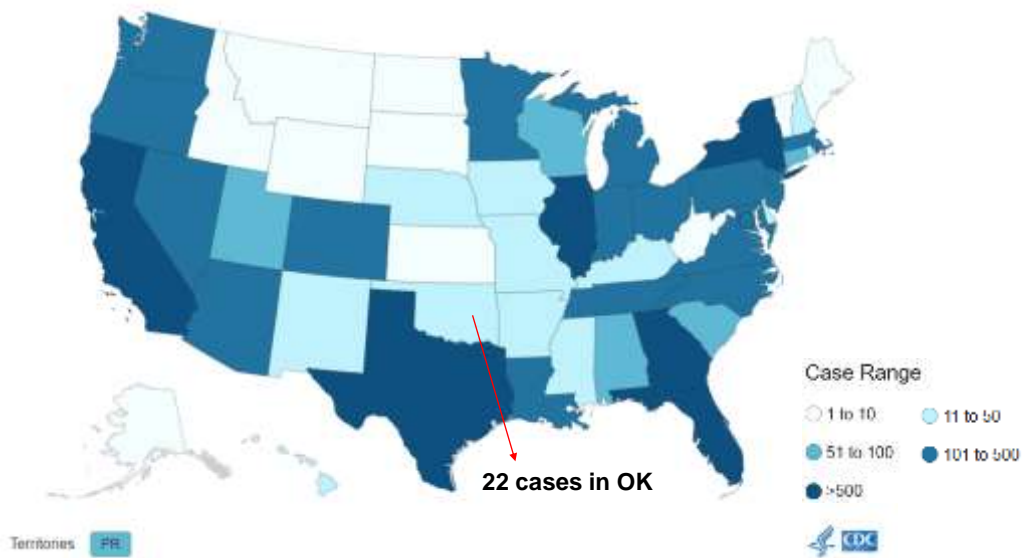 22 cases in OK
Case Range
1 to 10
11 to 50
51 to 100
101 to 500
>500
CDC
Territories
PR